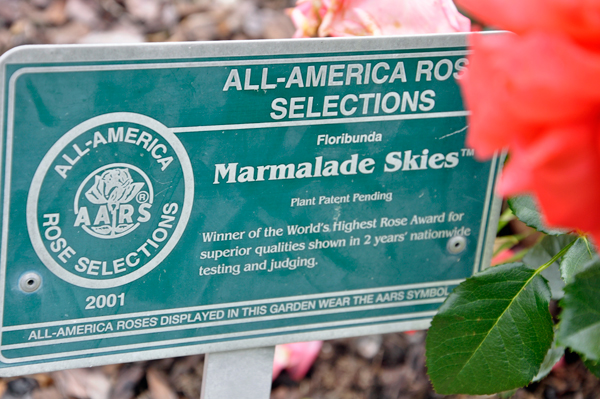 ALL-AMERICA ROS
SELECTIONS
Floribunda
Marmalade Skies™
Plant Patent Pending
Winner of the World's Highest Rose Award for
superior qualities shown in 2 years' nationwide
testing and judging.
ALL-AMERICA
AARS®
ROSE SELECTIONS
2001
ALL-AMERICA ROSES DISPLAYED IN THIS GARDEN WEAR THE AARS SYMBOL